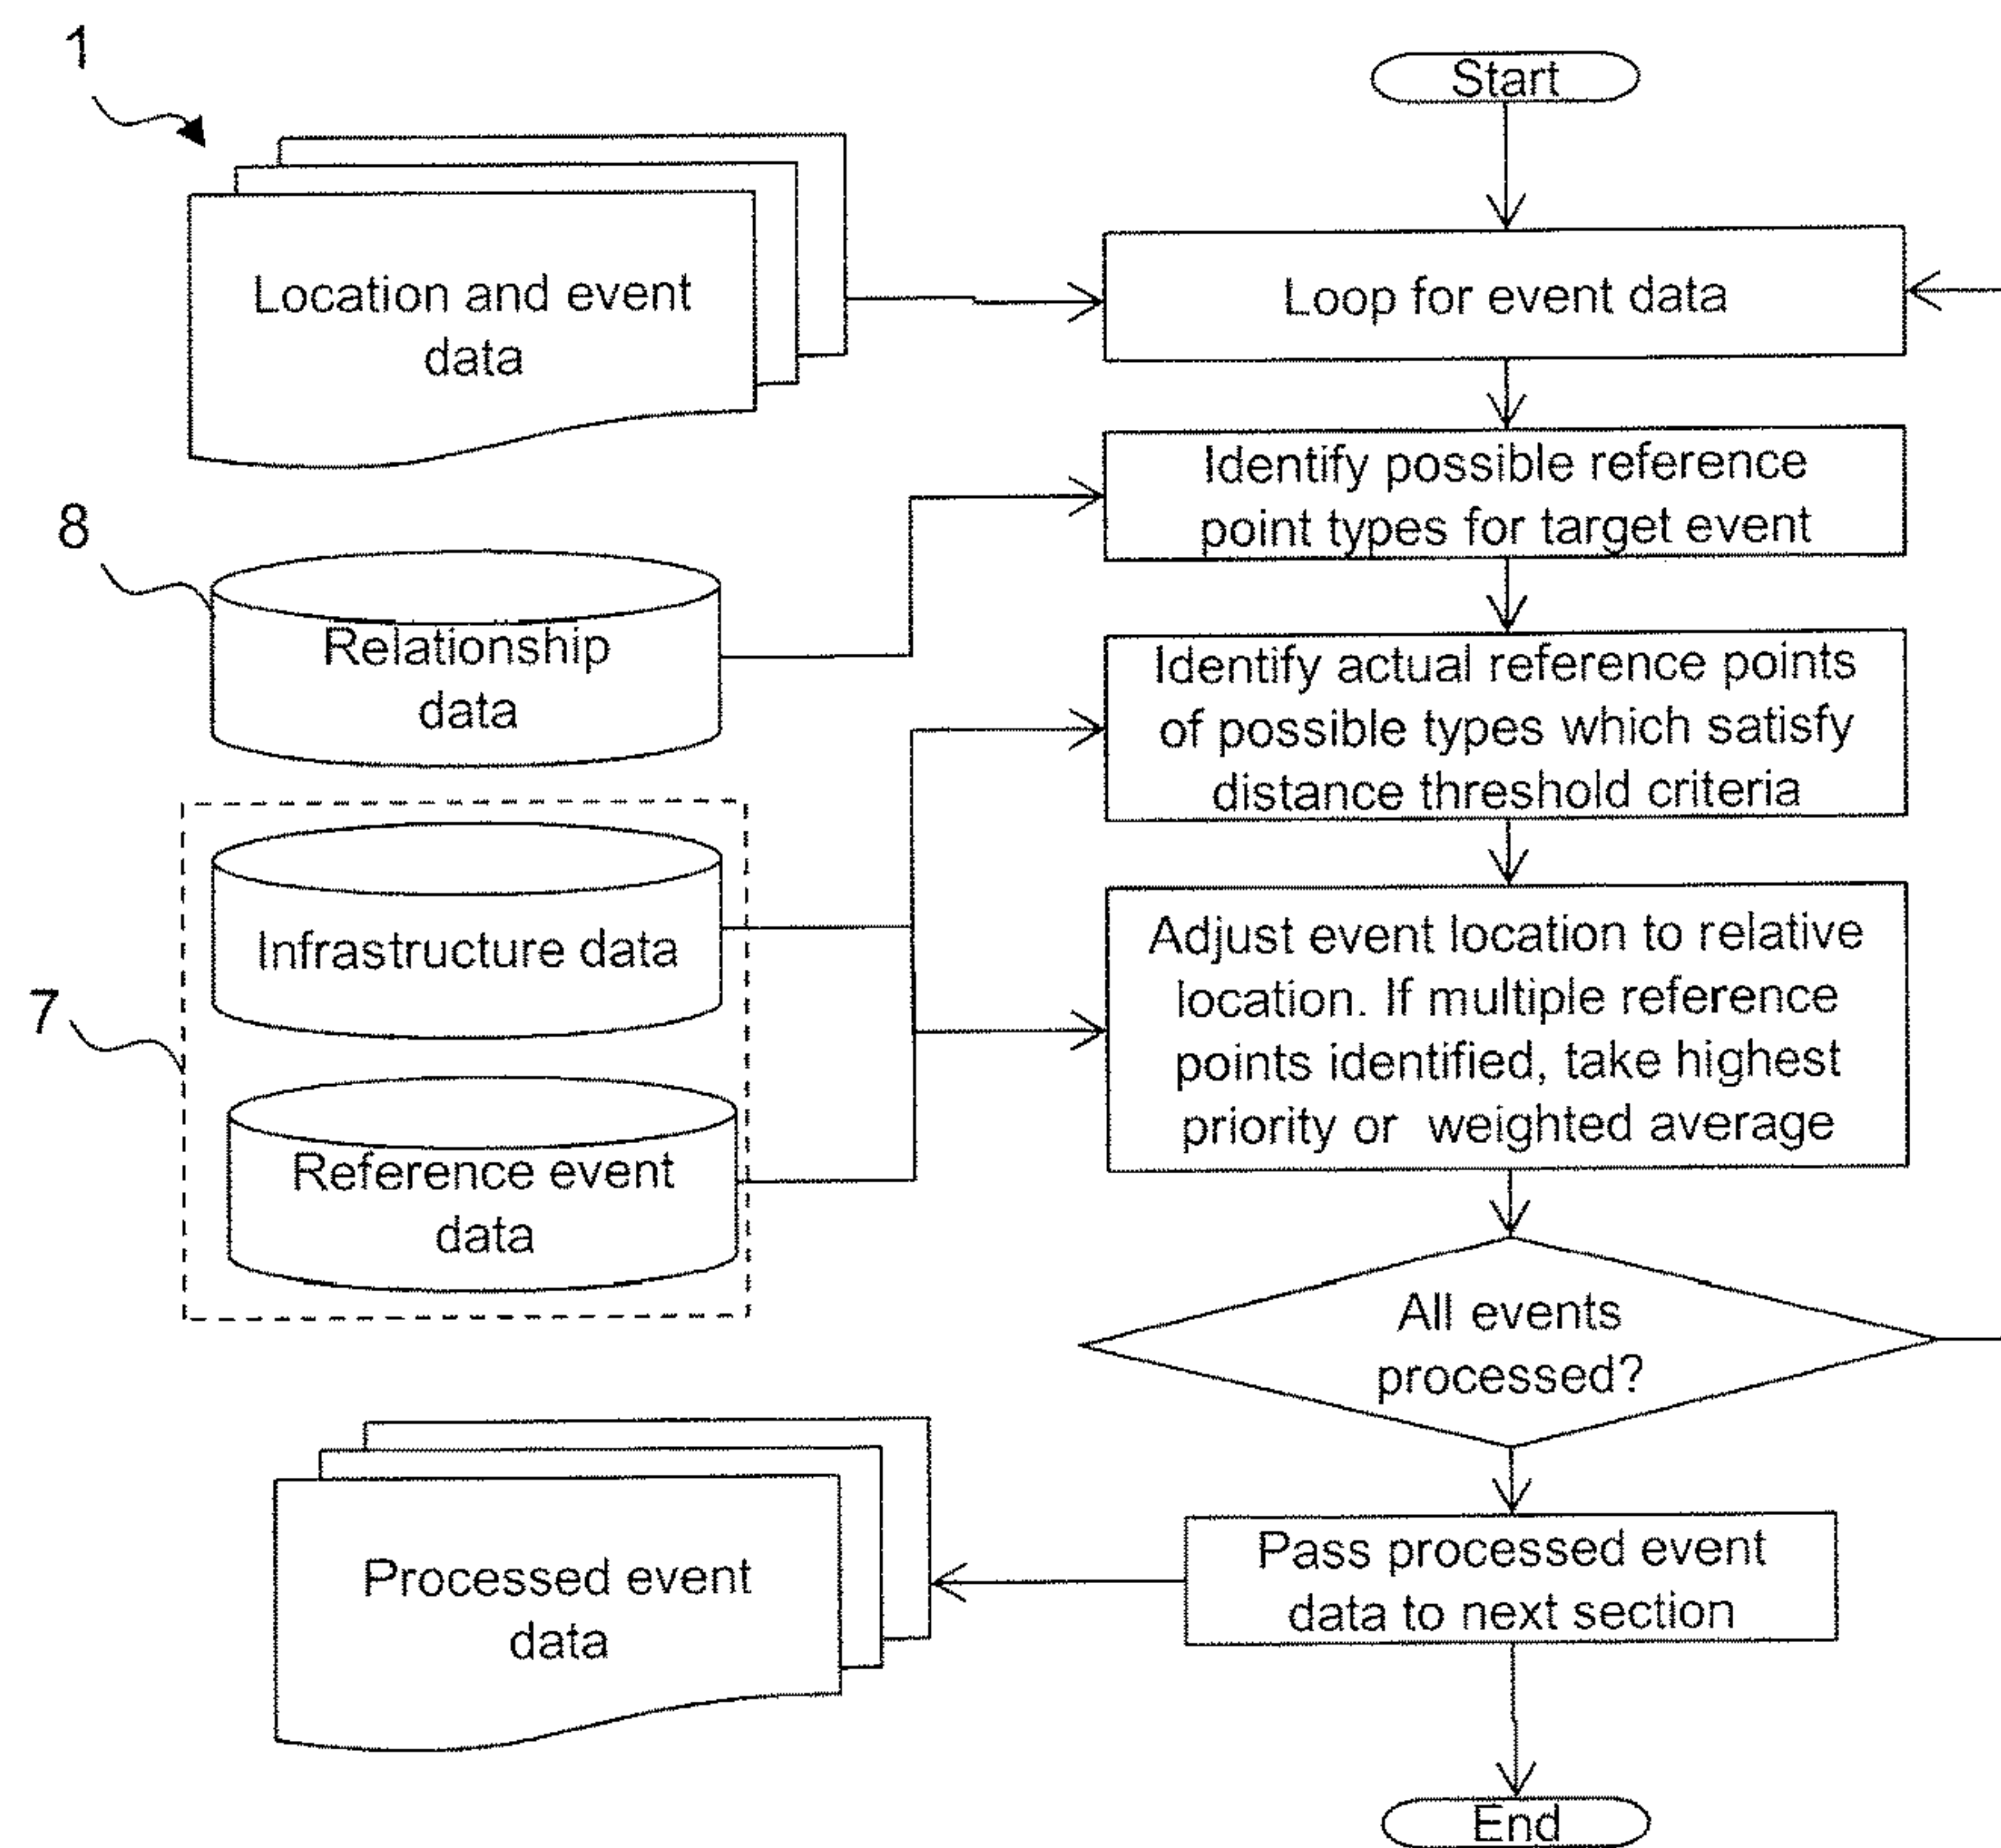 1
Start
Location and event
data
Loop for event data
Identify possible reference
point types for target event
8
Relationship
data
Identify actual reference points
of possible types which satisfy
distance threshold criteria
7
Infrastructure data
Reference event
data
Adjust event location to relative
location. If multiple reference
points identified, take highest
priority or weighted average
All events
processed?
Processed event
data
Pass processed event
data to next section
End